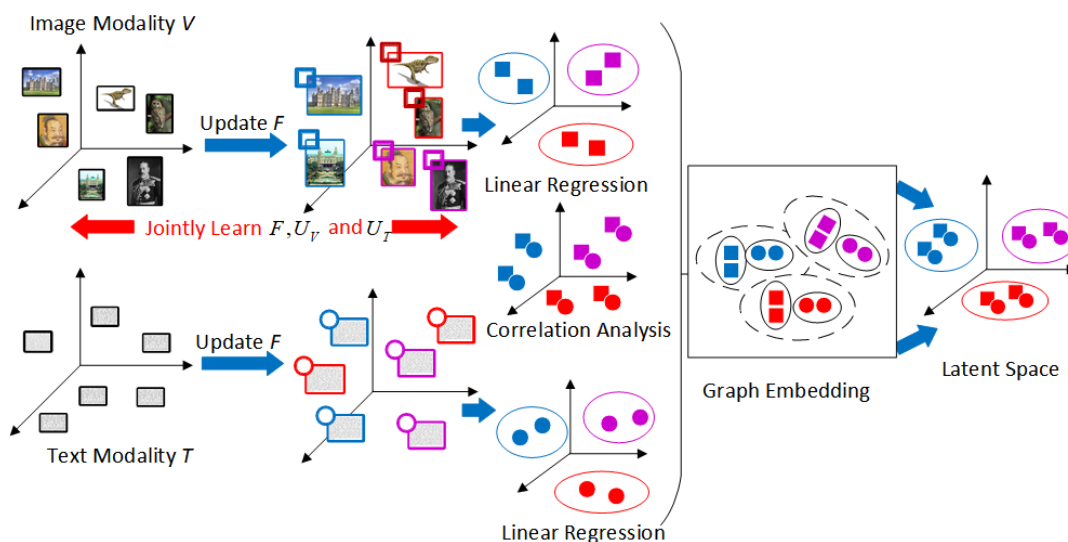 Image Modality V
Update F
Linear Regression
Jointly Learn F, U_V and U_T
Correlation Analysis
Update F
Text Modality T
Linear Regression
Graph Embedding
Latent Space